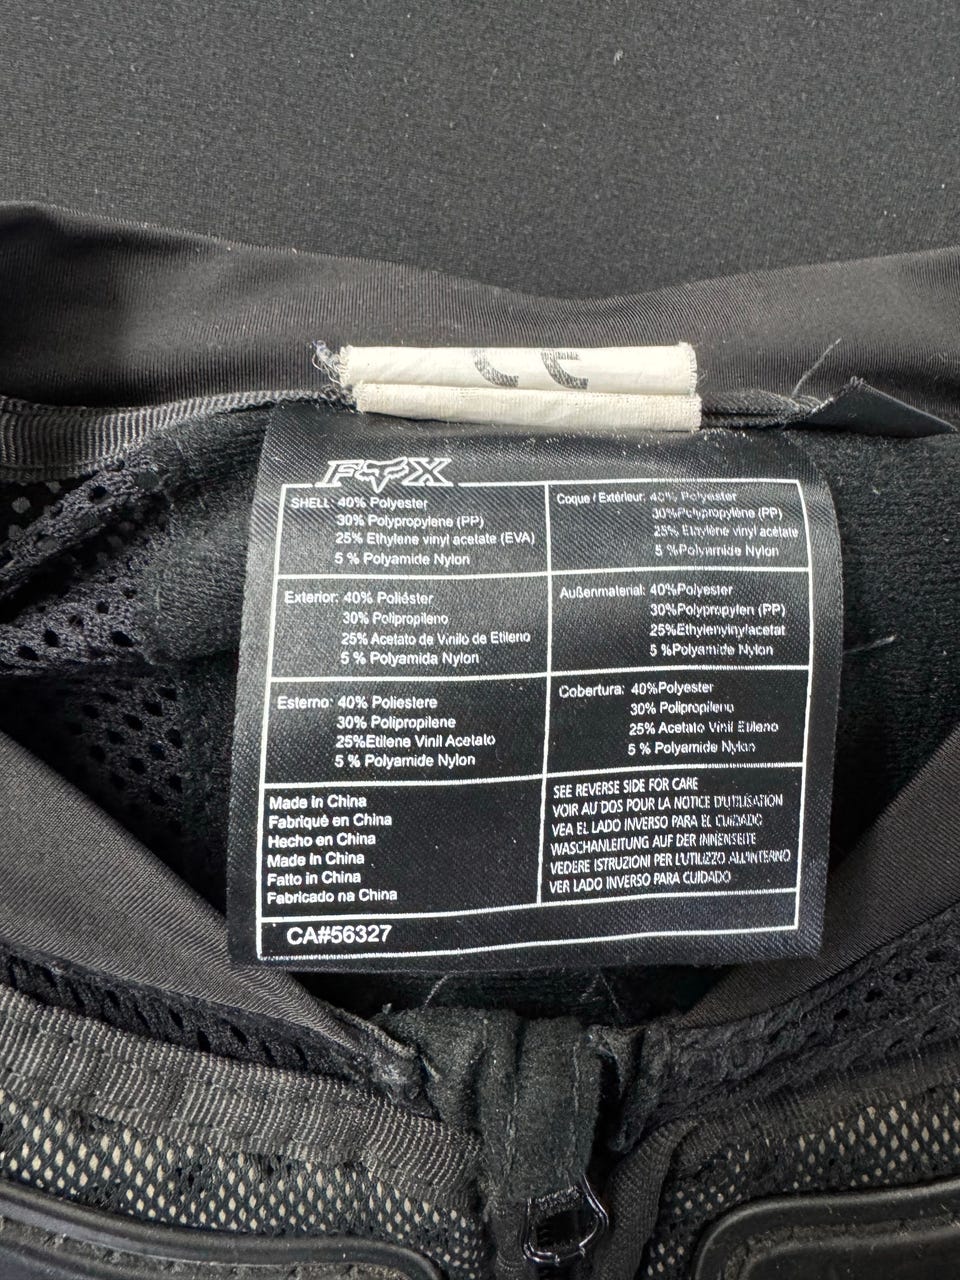 FOX
SHELL: 40% Polyester
30% Polypropylene (PP)
25% Ethylene vinyl acetate (EVA)
5 % Polyamide Nylon
Coque / Extérieur: 40% Polyester
30%Polypropylène (PP)
25% Ethylène vinyl acétate
5 %Polyamide Nylon
Exterior: 40% Poliéster
30% Polipropileno
25% Acetato de Vinilo de Etileno
5 % Polyamida Nylon
Außenmaterial: 40%Polyester
30%Polypropylen (PP)
25%Ethylenvinylacetat
5 %Polyamide Nylon
Esterno: 40% Poliestere
30% Polipropilene
25%Etilene Vinil Acetato
5 % Polyamide Nylon
Cobertura: 40%Polyester
30% Polipropileno
25% Acetato Vinil Etileno
5 % Polyamide Nylon
Made in China
Fabriqué en China
Hecho en China
Made in China
Fatto in China
Fabricado na China
SEE REVERSE SIDE FOR CARE
VOIR AU DOS POUR LA NOTICE D'UTILISATION
VEA EL LADO INVERSO PARA EL CUIDADO
WASCHANLEITUNG AUF DER INNENSEITE
VEDERE ISTRUZIONI PER L'UTILIZZO ALL'INTERNO
VER LADO INVERSO PARA CUIDADO
CA#56327